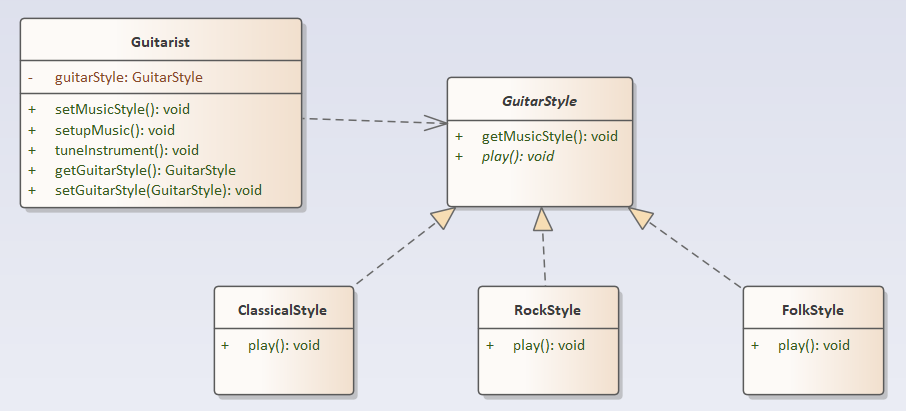 Guitarist
- guitarStyle: GuitarStyle
+ setMusicStyle(): void
+ setupMusic(): void
+ tuneInstrument(): void
+ getGuitarStyle(): GuitarStyle
+ setGuitarStyle(GuitarStyle): void
GuitarStyle
+ getMusicStyle(): void
+ play(): void
ClassicalStyle
+ play(): void
RockStyle
+ play(): void
FolkStyle
+ play(): void